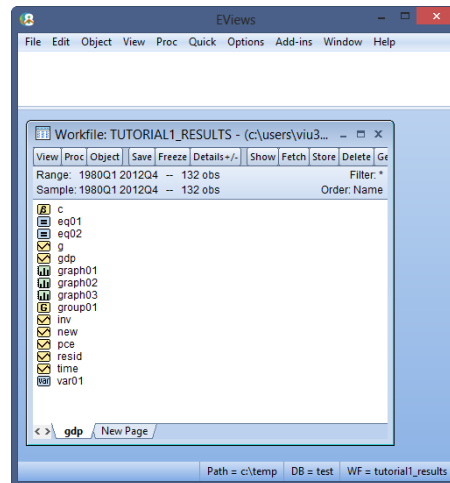 EViews
File Edit Object View Proc Quick Options Add-ins Window Help
Workfile: TUTORIAL1_RESULTS - (c:\users\viu3...
View Proc Object Save Freeze Details+/- Show Fetch Store Delete Ge
Range: 1980Q1 2012Q4 -- 132 obs Filter: *
Sample: 1980Q1 2012Q4 -- 132 obs Order: Name
β c
= eq01
= eq02
g
gdp
graph01
graph02
graph03
G group01
inv
new
pce
resid
time
var var01
< > gdp New Page
Path = c:\temp DB = test WF = tutorial1_results